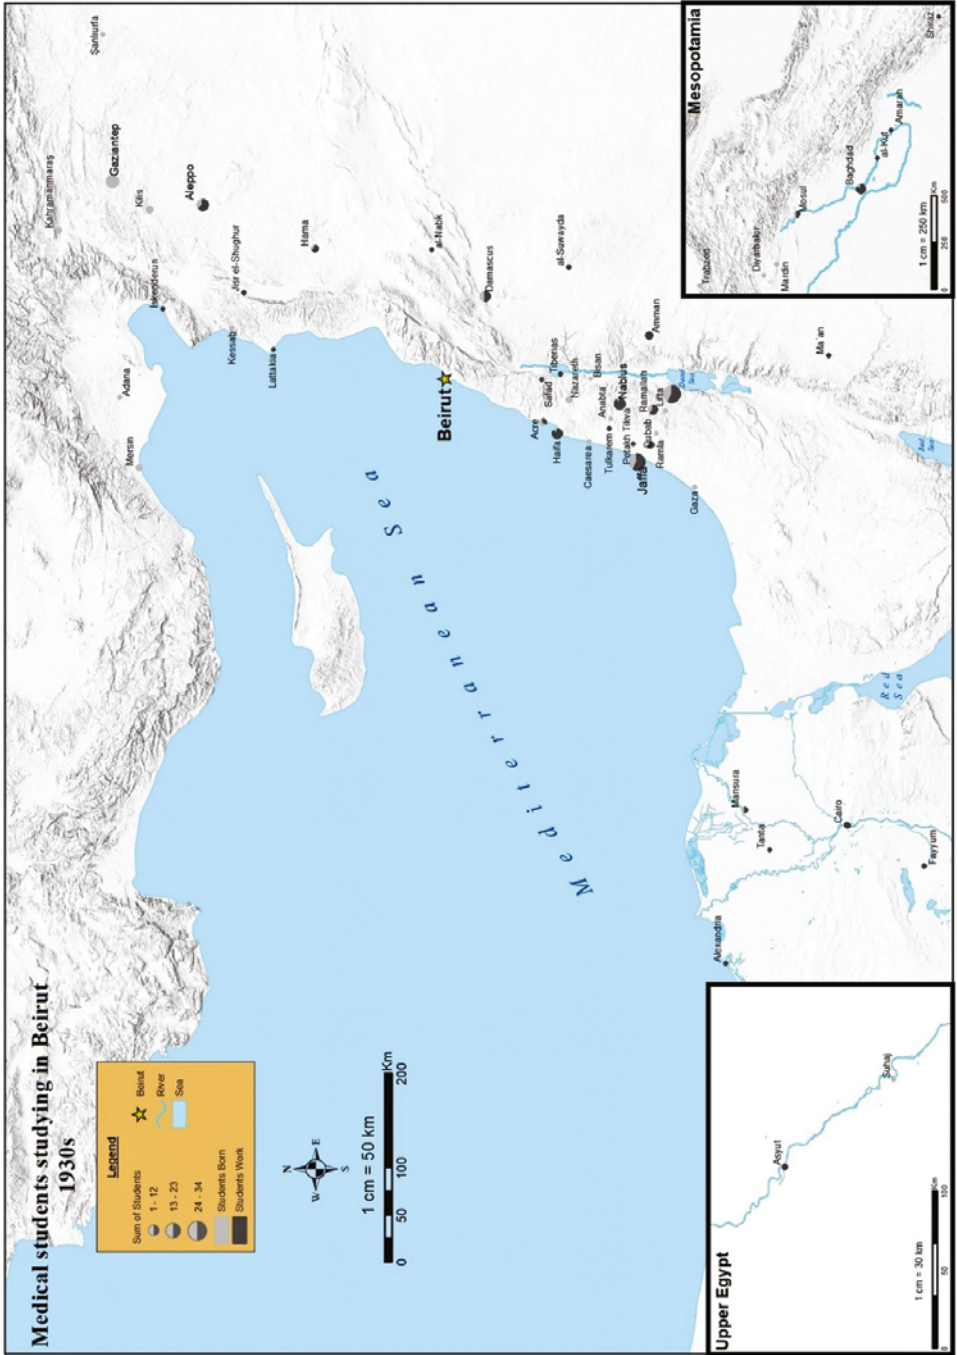 Medical students studying in Beirut
1930s
Legend
Sum of Students
1 - 12
13 - 23
24 - 34
Students Born
Students Work
Beirut
River
Sea
N
E
S
W
1 cm = 50 km
0
50
100
200
Km
Mediterranean Sea
Şanlıurfa
Kahramanmaraş
Gaziantep
Kilis
Aleppo
Iskenderun
Jisr el-Shughur
Adana
Mersin
Kessab
Lattakia
Hama
al-Nabk
Damascus
al-Suwayda
Beirut
Acre
Safad
Tiberias
Haifa
Nazareth
Bisan
Caesarea
Anabta
Tulkarem
Nablus
Petakh Tikva
Ramallah
Jaffa
Qubab
Lifta
Ramla
Amman
Dead
Sea
Gaza
Ma'an
Red
Sea
Red
Sea
Mansura
Tanta
Cairo
Fayyum
Alexandria
Mesopotamia
Trabzon
Diyarbakır
Mardin
Mosul
Baghdad
al-Kut
Amarah
Shiraz
1 cm = 250 km
0
250
500
Km
Upper Egypt
Asyut
Suhaj
1 cm = 30 km
0
50
100
Km